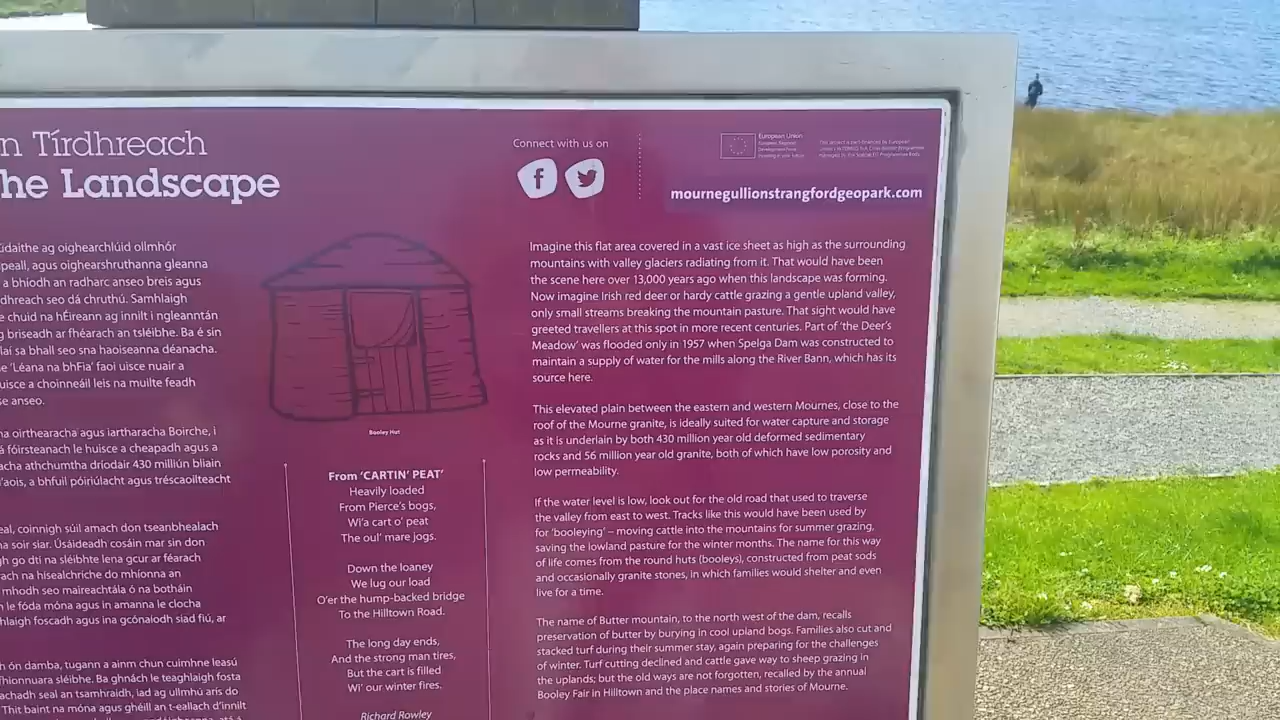 n Tírdhreach
he Landscape
Connect with us on
European Union
mournegullionstrangfordgeopark.com
údaithe ag oighearchlúid ollmhór
peall, agus oighearshruthanna gleanna
a bhíodh an radharc anseo breis agus
dhreach seo dá chruthú. Samhlaigh
e chuid na hÉireann ag innilt i ngleanntán
g briseadh ar fhéarach an tsléibhe. Ba é sin
laí sa bhall seo sna haoiseanna déanacha.
e 'Léana na bhFia' faoi uisce nuair a
uisce a choinneáil leis na muilte feadh
se anseo.
na oirthearacha agus iartharacha Boirche, i
á fóirsteanach le huisce a cheapadh agus a
acha athchumtha dríodair 430 milliún bliain
d'aois, a bhfuil póiriúlacht agus tréscaoilteacht
eal, coinnigh súil amach don tseanbhealach
na soir siar. Úsáideadh cosáin mar sin don
gh go dtí na sléibhte lena gcur ar féarach
rach na hísealchríche do mhíonna an
mhodh seo maireachtála ó na botháin
n le fóda móna agus in amanna le clocha
hlaigh foscadh agus ina gcónaíodh siad fiú, ar
h ón damba, tugann a ainm chun cuimhne leasú
fhionnuara sléibhe. Ba ghnách le teaghlaigh fosta
achadh seal an tsamhraidh, iad ag ullmhú arís do
Thit baint na móna agus ghéill an t-eallach d'innilt
Booley Hut
From 'CARTIN' PEAT'
Heavily loaded
From Pierce's bogs,
Wi'a cart o' peat
The oul' mare jogs.
Down the loaney
We lug our load
O'er the hump-backed bridge
To the Hilltown Road.
The long day ends,
And the strong man tires,
But the cart is filled
Wi' our winter fires.
Richard Rowley
Imagine this flat area covered in a vast ice sheet as high as the surrounding
mountains with valley glaciers radiating from it. That would have been
the scene here over 13,000 years ago when this landscape was forming.
Now imagine Irish red deer or hardy cattle grazing a gentle upland valley,
only small streams breaking the mountain pasture. That sight would have
greeted travellers at this spot in more recent centuries. Part of 'the Deer's
Meadow' was flooded only in 1957 when Spelga Dam was constructed to
maintain a supply of water for the mills along the River Bann, which has its
source here.
This elevated plain between the eastern and western Mournes, close to the
roof of the Mourne granite, is ideally suited for water capture and storage
as it is underlain by both 430 million year old deformed sedimentary
rocks and 56 million year old granite, both of which have low porosity and
low permeability.
If the water level is low, look out for the old road that used to traverse
the valley from east to west. Tracks like this would have been used by
for 'booleying' – moving cattle into the mountains for summer grazing,
saving the lowland pasture for the winter months. The name for this way
of life comes from the round huts (booleys), constructed from peat sods
and occasionally granite stones, in which families would shelter and even
live for a time.
The name of Butter mountain, to the north west of the dam, recalls
preservation of butter by burying in cool upland bogs. Families also cut and
stacked turf during their summer stay, again preparing for the challenges
of winter. Turf cutting declined and cattle gave way to sheep grazing in
the uplands; but the old ways are not forgotten, recalled by the annual
Booley Fair in Hilltown and the place names and stories of Mourne.